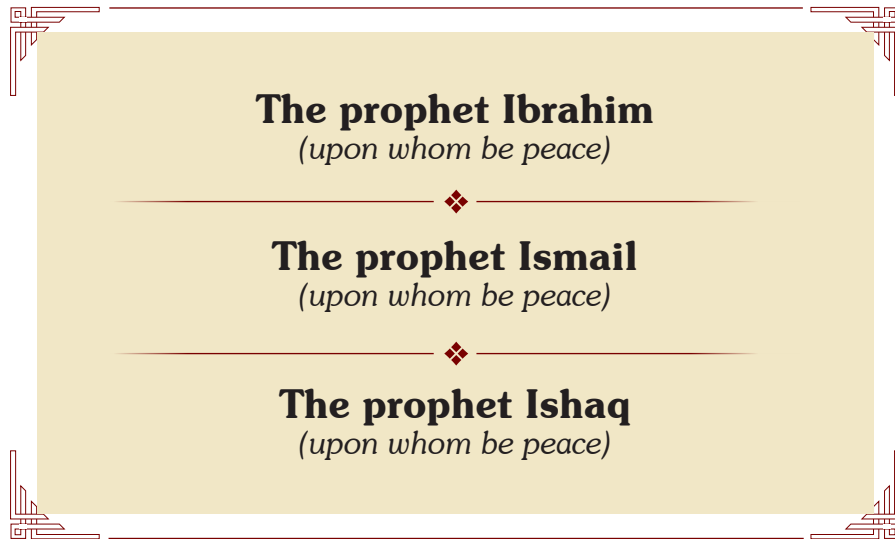 The prophet Ibrahim
(upon whom be peace)
The prophet Ismail
(upon whom be peace)
The prophet Ishaq
(upon whom be peace)